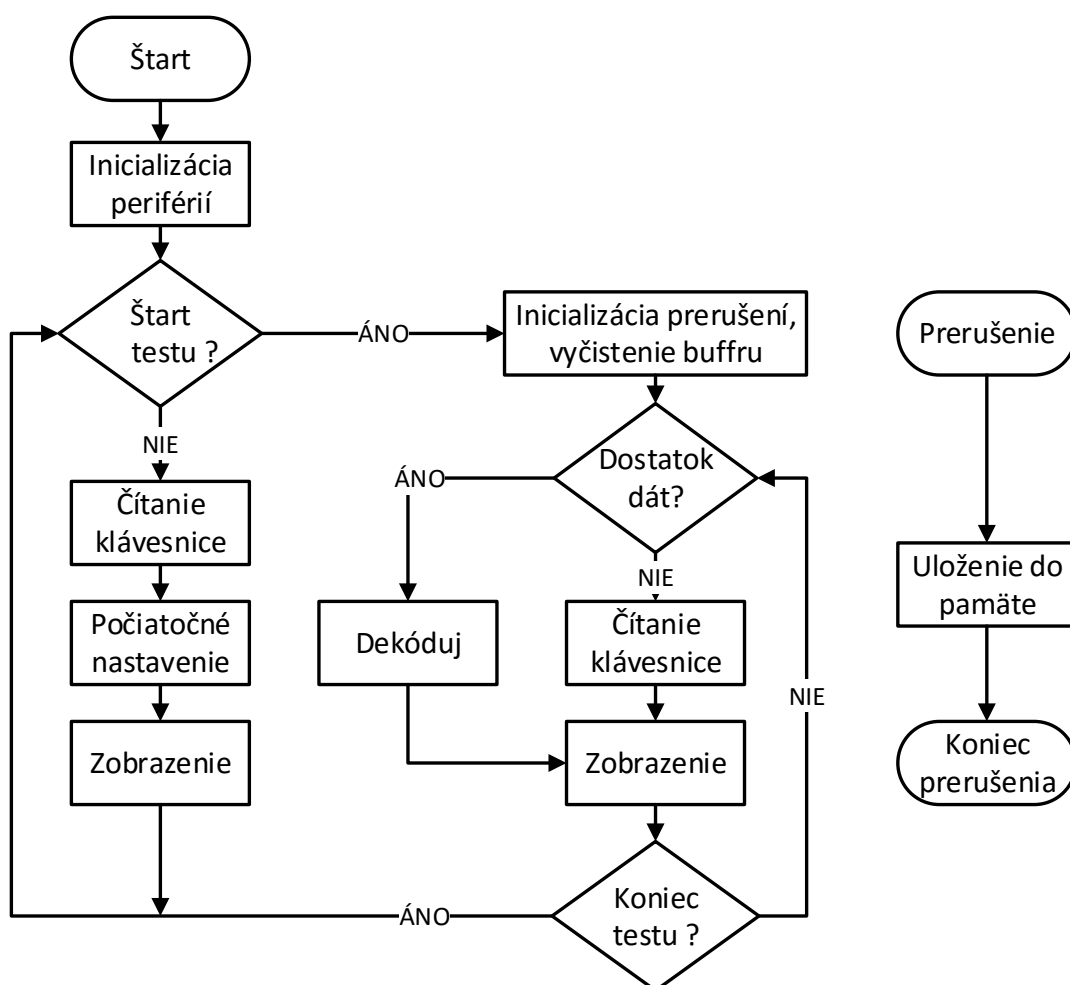 Štart
Inicializácia
periférií
Štart
testu ?
ÁNO
Inicializácia prerušení,
vyčistenie buffru
Prerušenie
NIE
Dostatok
dát?
ÁNO
Čítanie
klávesnice
NIE
Uloženie do
pamäte
Počiatočné
nastavenie
Dekóduj
Čítanie
klávesnice
NIE
Zobrazenie
Zobrazenie
Koniec
prerušenia
ÁNO
Koniec
testu ?